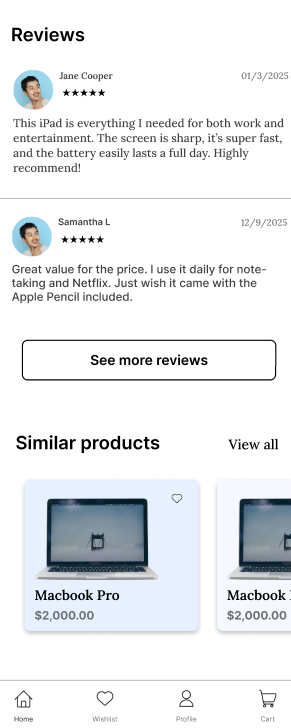 Reviews
Jane Cooper
01/3/2025
★★★★★
This iPad is everything I needed for both work and
entertainment. The screen is sharp, it’s super fast,
and the battery easily lasts a full day. Highly
recommend!
Samantha L
12/9/2025
★★★★★
Great value for the price. I use it daily for note-
taking and Netflix. Just wish it came with the
Apple Pencil included.
See more reviews
Similar products
View all
Macbook Pro
$2,000.00
Macbook
$2,000.00
Home
Wishlist
Profile
Cart